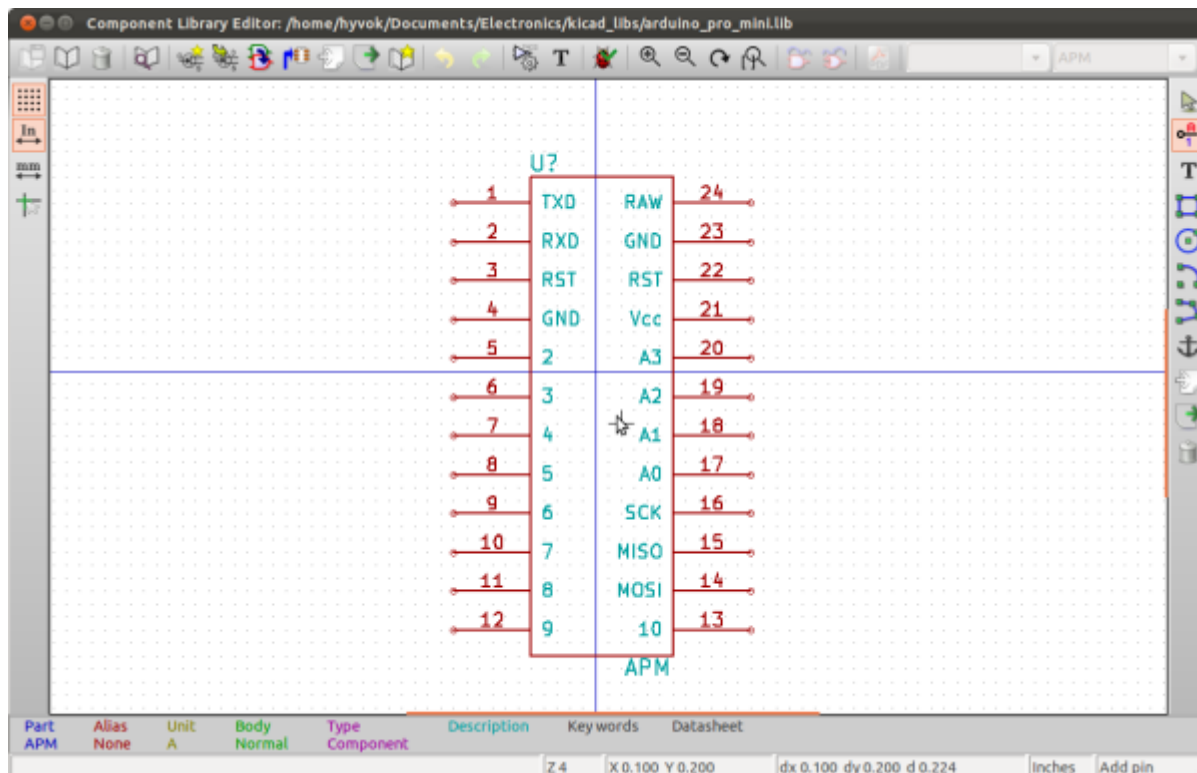 Component Library Editor: /home/hyvok/Documents/Electronics/kicad_libs/arduino_pro_mini.lib
T APM
In
mm
T
U?
1 TXD RAW 24
2 RXD GND 23
3 RST RST 22
4 GND Vcc 21
5 2 A3 20
6 3 A2 19
7 4 A1 18
8 5 A0 17
9 6 SCK 16
10 7 MISO 15
11 8 MOSI 14
12 9 10 13
APM
Part Alias Unit Body Type Description Key words Datasheet
APM None A Normal Component
Z 4 X 0.100 Y 0.200 dx 0.100 dy 0.200 d 0.224 Inches Add pin